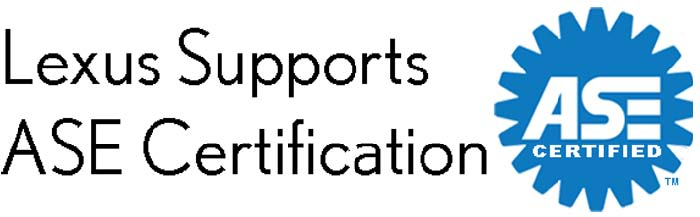 Lexus Supports
ASE Certification
ASE
CERTIFIED
TM